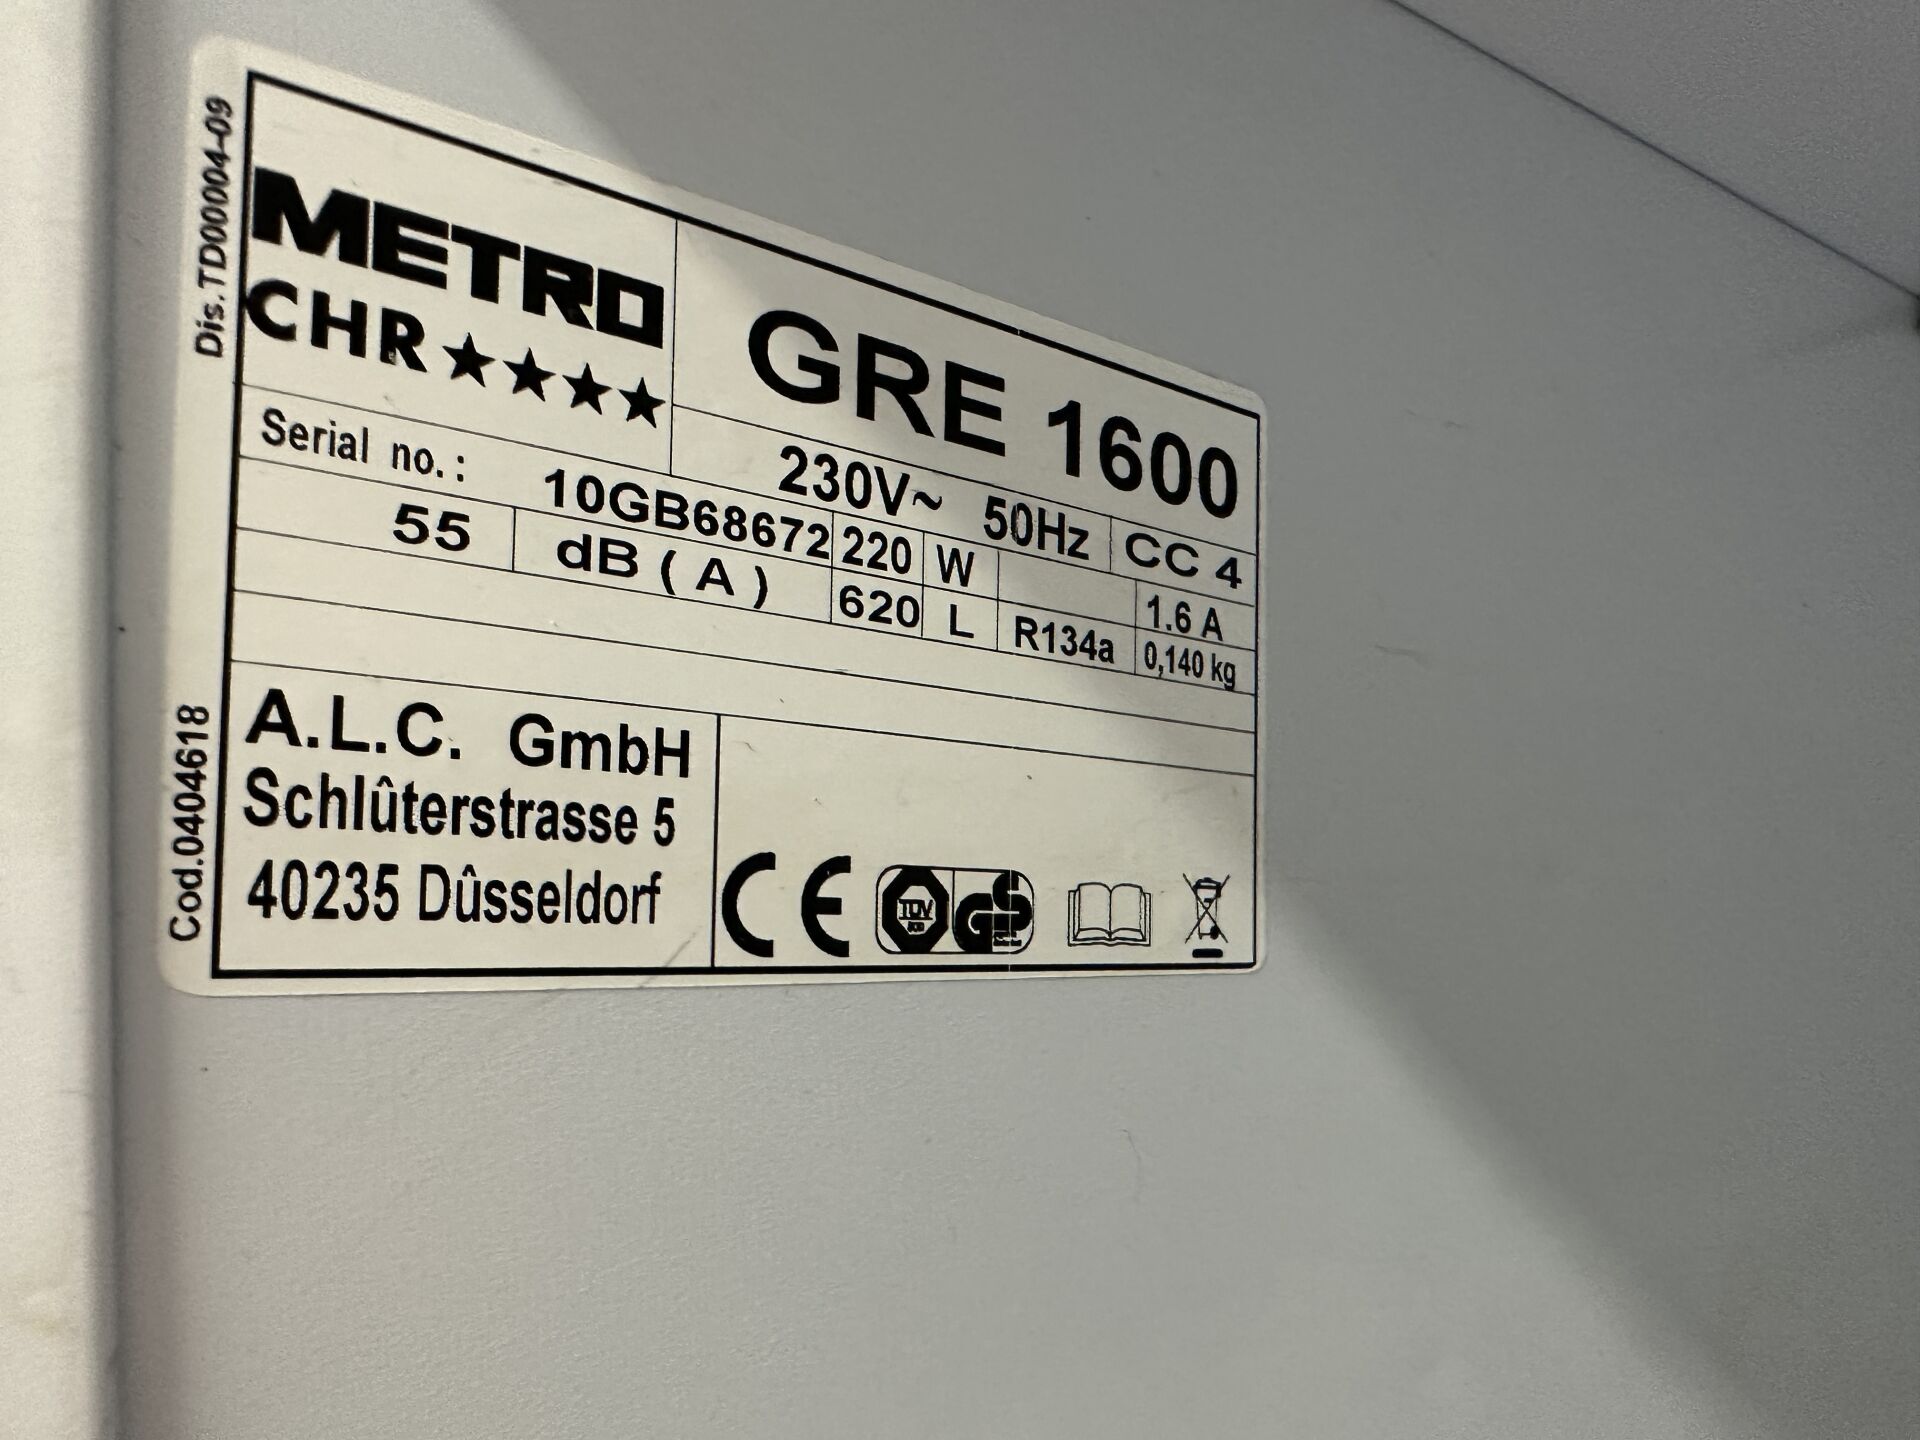 Dis.TD00004-09
METRO
CHR★★★★
GRE 1600
230V~ 50Hz CC 4
Serial no.: 10GB68672 220 W 1.6 A
55 dB(A) 620 L R134a 0,140 kg
A.L.C. GmbH
Schlûterstrasse 5
40235 Dûsseldorf
CE TÜV GS
Cod.0404618